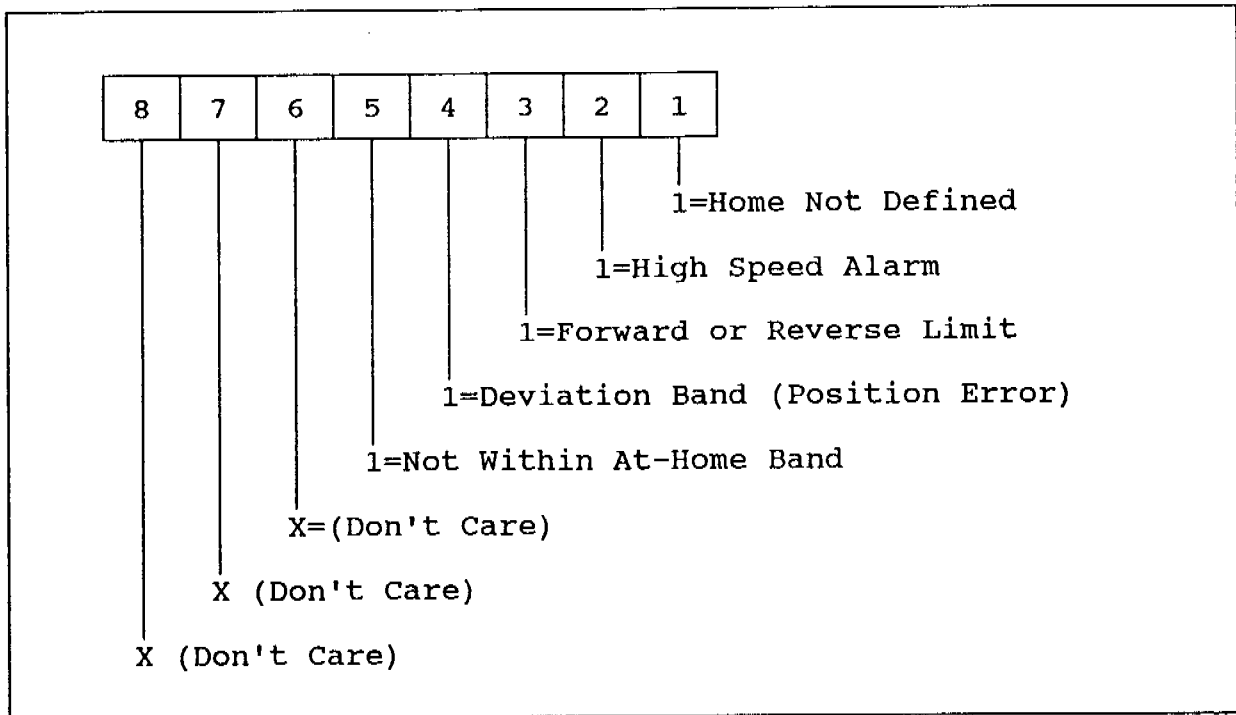 8 7 6 5 4 3 2 1
1=Home Not Defined
1=High Speed Alarm
1=Forward or Reverse Limit
1=Deviation Band (Position Error)
1=Not Within At-Home Band
X=(Don't Care)
X (Don't Care)
X (Don't Care)